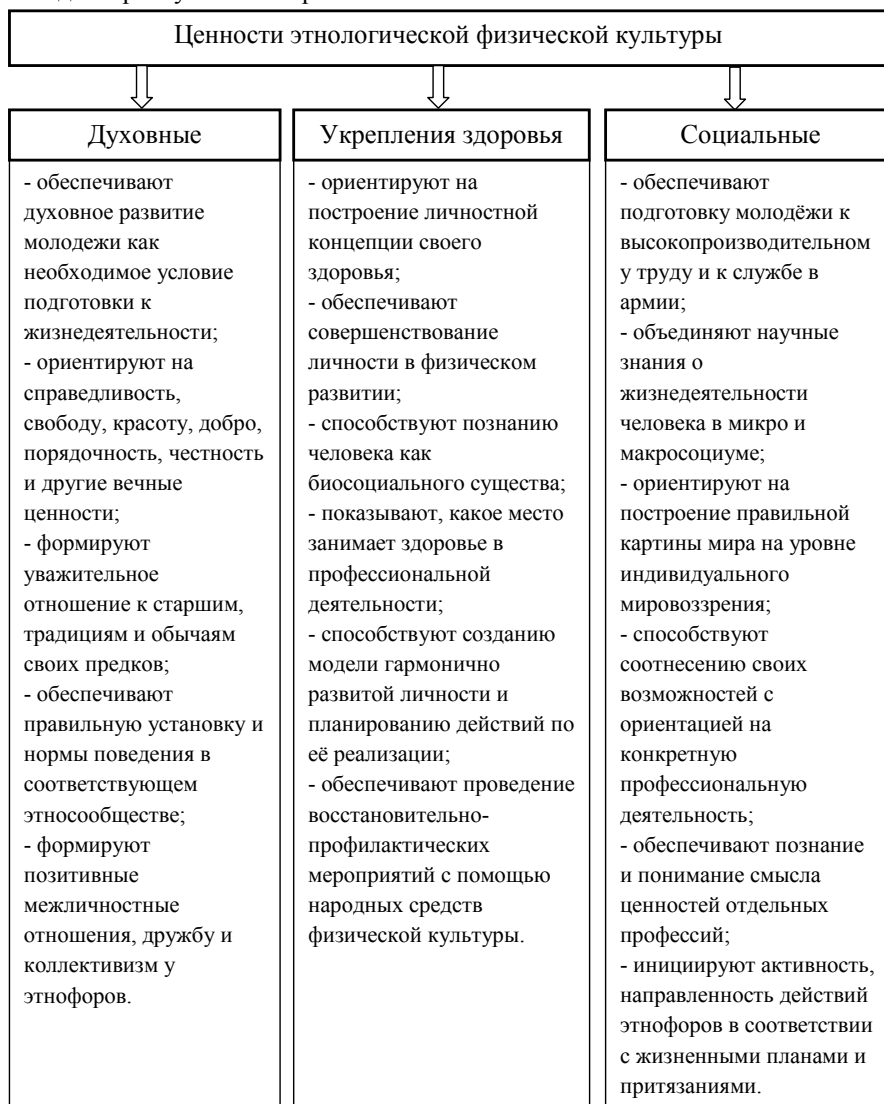 Ценности этнологической физической культуры
Духовные
- обеспечивают
духовное развитие
молодежи как
необходимое условие
подготовки к
жизнедеятельности;
- ориентируют на
справедливость,
свободу, красоту, добро,
порядочность, честность
и другие вечные
ценности;
- формируют
уважительное
отношение к старшим,
традициям и обычаям
своих предков;
- обеспечивают
правильную установку и
нормы поведения в
соответствующем
этносообществе;
- формируют
позитивные
межличностные
отношения, дружбу и
коллективизм у
этнофоров.
Укрепления здоровья
- ориентируют на
построение личностной
концепции своего
здоровья;
- обеспечивают
совершенствование
личности в физическом
развитии;
- способствуют познанию
человека как
биосоциального существа;
- показывают, какое место
занимает здоровье в
профессиональной
деятельности;
- способствуют созданию
модели гармонично
развитой личности и
планированию действий по
её реализации;
- обеспечивают проведение
восстановительно-
профилактических
мероприятий с помощью
народных средств
физической культуры.
Социальные
- обеспечивают
подготовку молодёжи к
высокопроизводительном
у труду и к службе в
армии;
- объединяют научные
знания о
жизнедеятельности
человека в микро и
макросоциуме;
- ориентируют на
построение правильной
картины мира на уровне
индивидуального
мировоззрения;
- способствуют
соотнесению своих
возможностей с
ориентацией на
конкретную
профессиональную
деятельность;
- обеспечивают познание
и понимание смысла
ценностей отдельных
профессий;
- инициируют активность,
направленность действий
этнофоров в соответствии
с жизненными планами и
притязаниями.